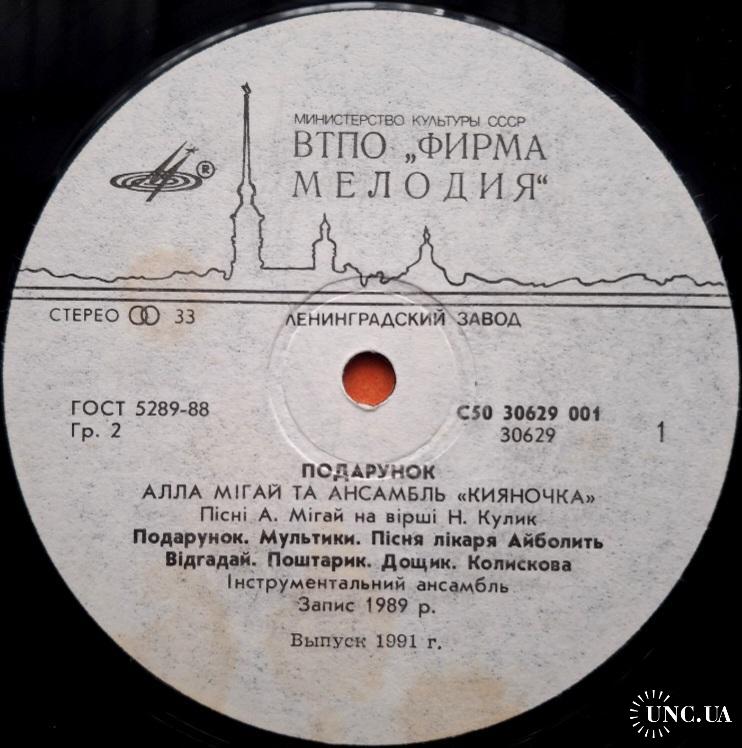 МИНИСТЕРСТВО КУЛЬТУРЫ СССР
ВТПО „ФИРМА
МЕЛОДИЯ“
®
СТЕРЕО 33
ЛЕНИНГРАДСКИЙ ЗАВОД
ГОСТ 5289-88
Гр. 2
С50 30629 001
30629
1
ПОДАРУНОК
АЛЛА МІГАЙ ТА АНСАМБЛЬ «КИЯНОЧКА»
Пісні А. Мігай на вірші Н. Кулик
Подарунок. Мультики. Пісня лікаря Айболить
Відгадай. Поштарик. Дощик. Колискова
Інструментальний ансамбль
Запис 1989 р.
Выпуск 1991 г.
UNC.UA